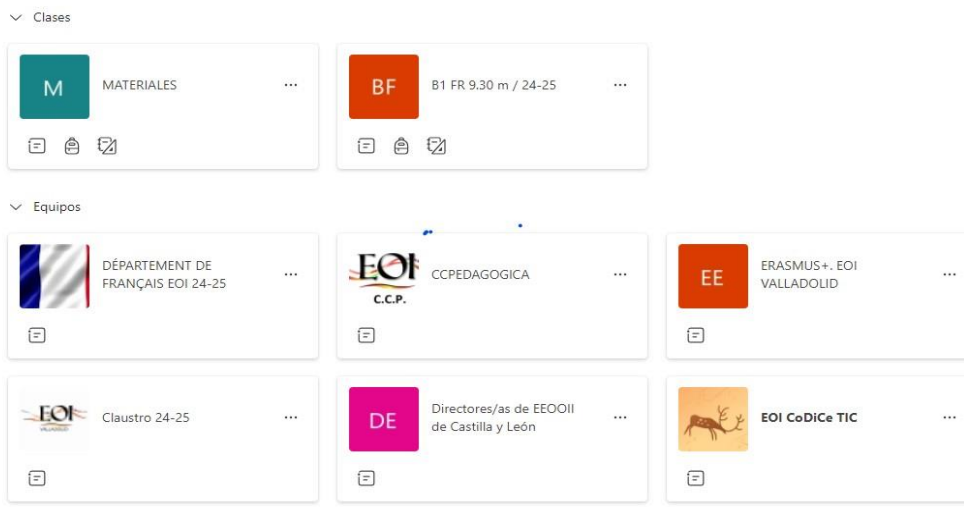 Clases
M
MATERIALES
...
BF
B1 FR 9.30 m / 24-25
...
Equipos
DÉPARTEMENT DE
FRANÇAIS EOI 24-25
...
EOI
C.C.P.
CCPEDAGOGICA
...
EE
ERASMUS+. EOI
VALLADOLID
...
EOI
VALLADOLID
Claustro 24-25
...
DE
Directores/as de EEOOII
de Castilla y León
...
EOI CoDiCe TIC
...